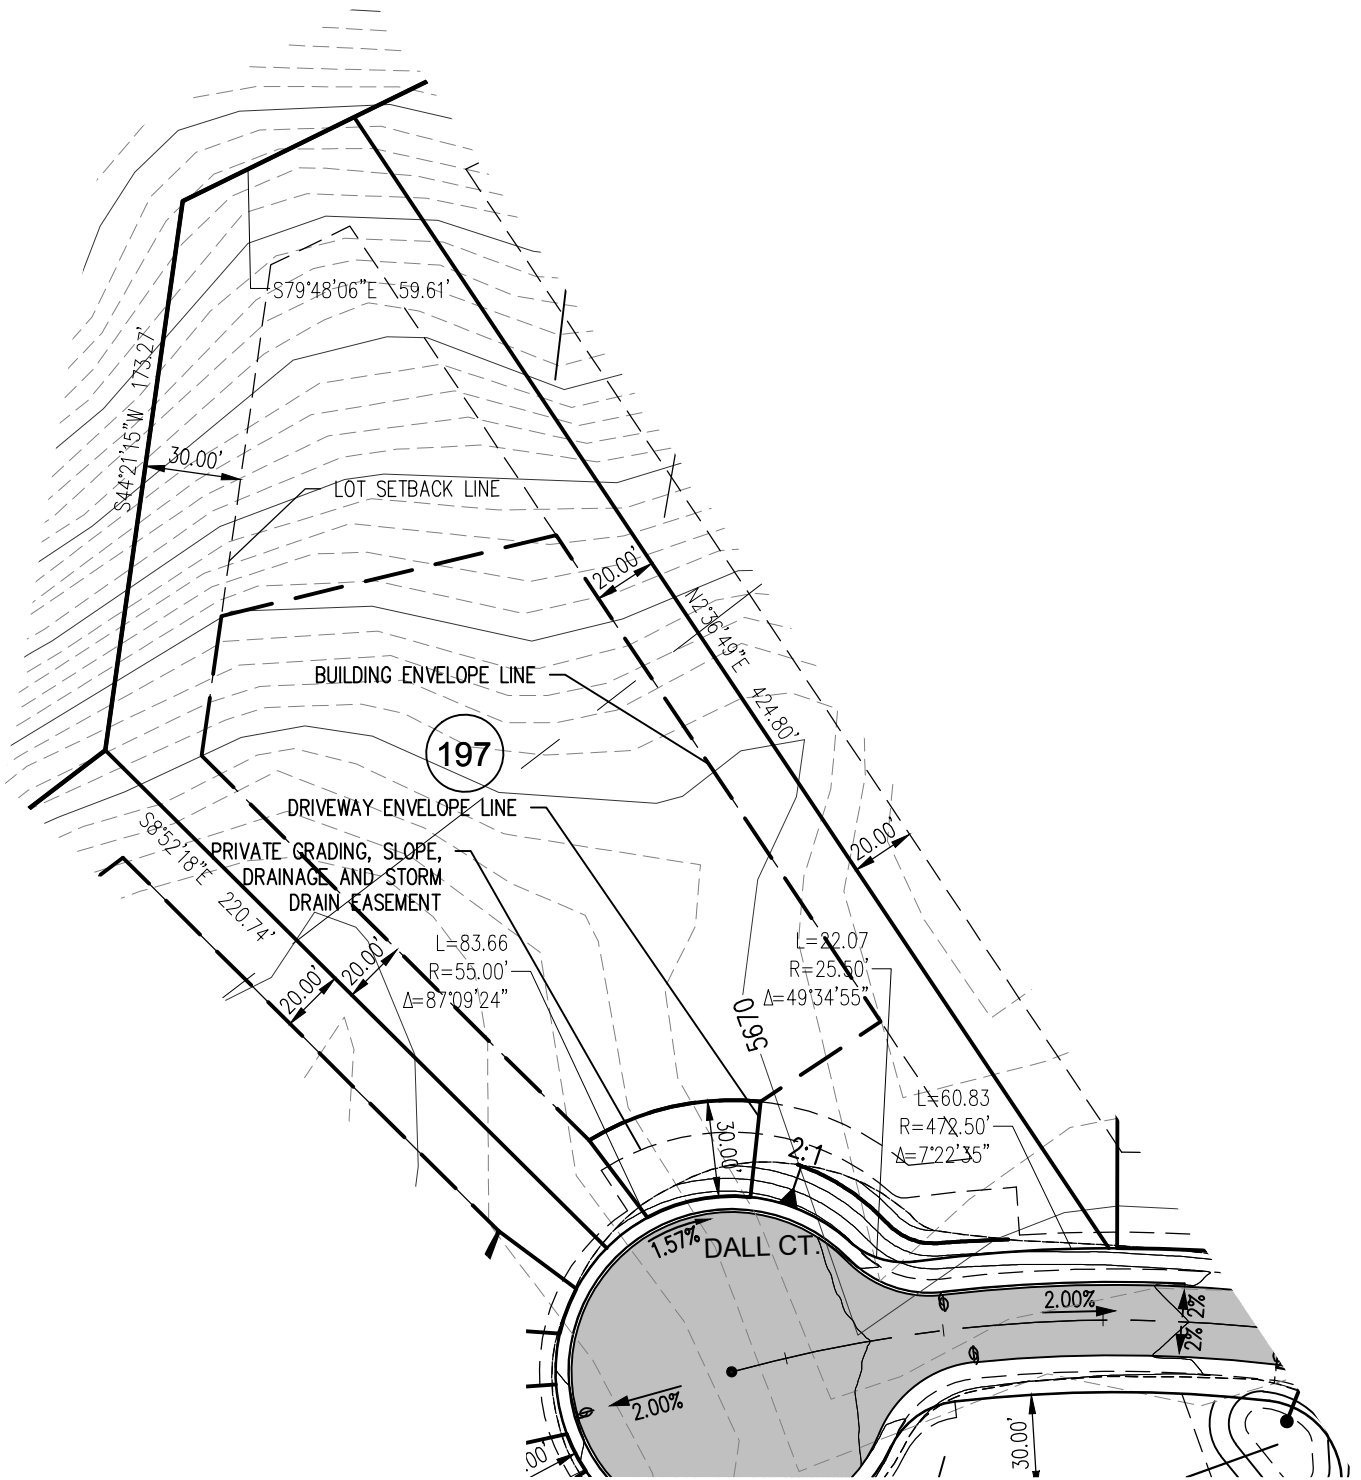 S79°48'06"E 59.61'
S44°21'15"W 173.27'
30.00'
LOT SETBACK LINE
20.00'
N2°36'49"E 424.80'
BUILDING ENVELOPE LINE
197
DRIVEWAY ENVELOPE LINE
S8°52'18"E 220.74'
PRIVATE GRADING, SLOPE,
DRAINAGE AND STORM
DRAIN EASEMENT
20.00'
L=83.66
R=55.00'
Δ=87°09'24"
L=22.07
R=25.50'
Δ=49°34'55"
20.00'
20.00'
5670
L=60.83
R=472.50'
Δ=7°22'35"
30.00'
2:1
1.57%
DALL CT.
2.00%
2%
2%
2.00%
30.00'
.00'